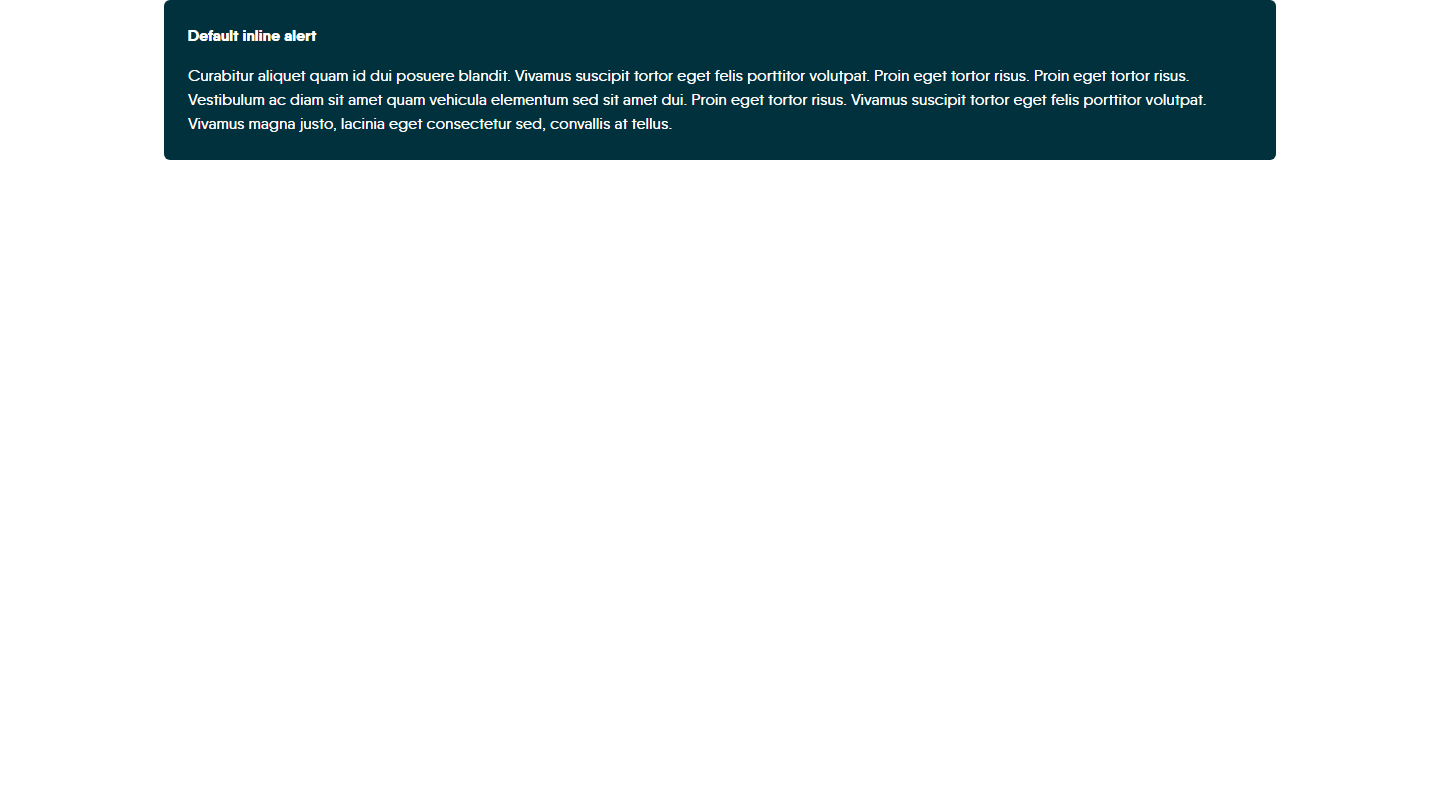 Default inline alert
Curabitur aliquet quam id dui posuere blandit. Vivamus suscipit tortor eget felis porttitor volutpat. Proin eget tortor risus. Proin eget tortor risus.
Vestibulum ac diam sit amet quam vehicula elementum sed sit amet dui. Proin eget tortor risus. Vivamus suscipit tortor eget felis porttitor volutpat.
Vivamus magna justo, lacinia eget consectetur sed, convallis at tellus.